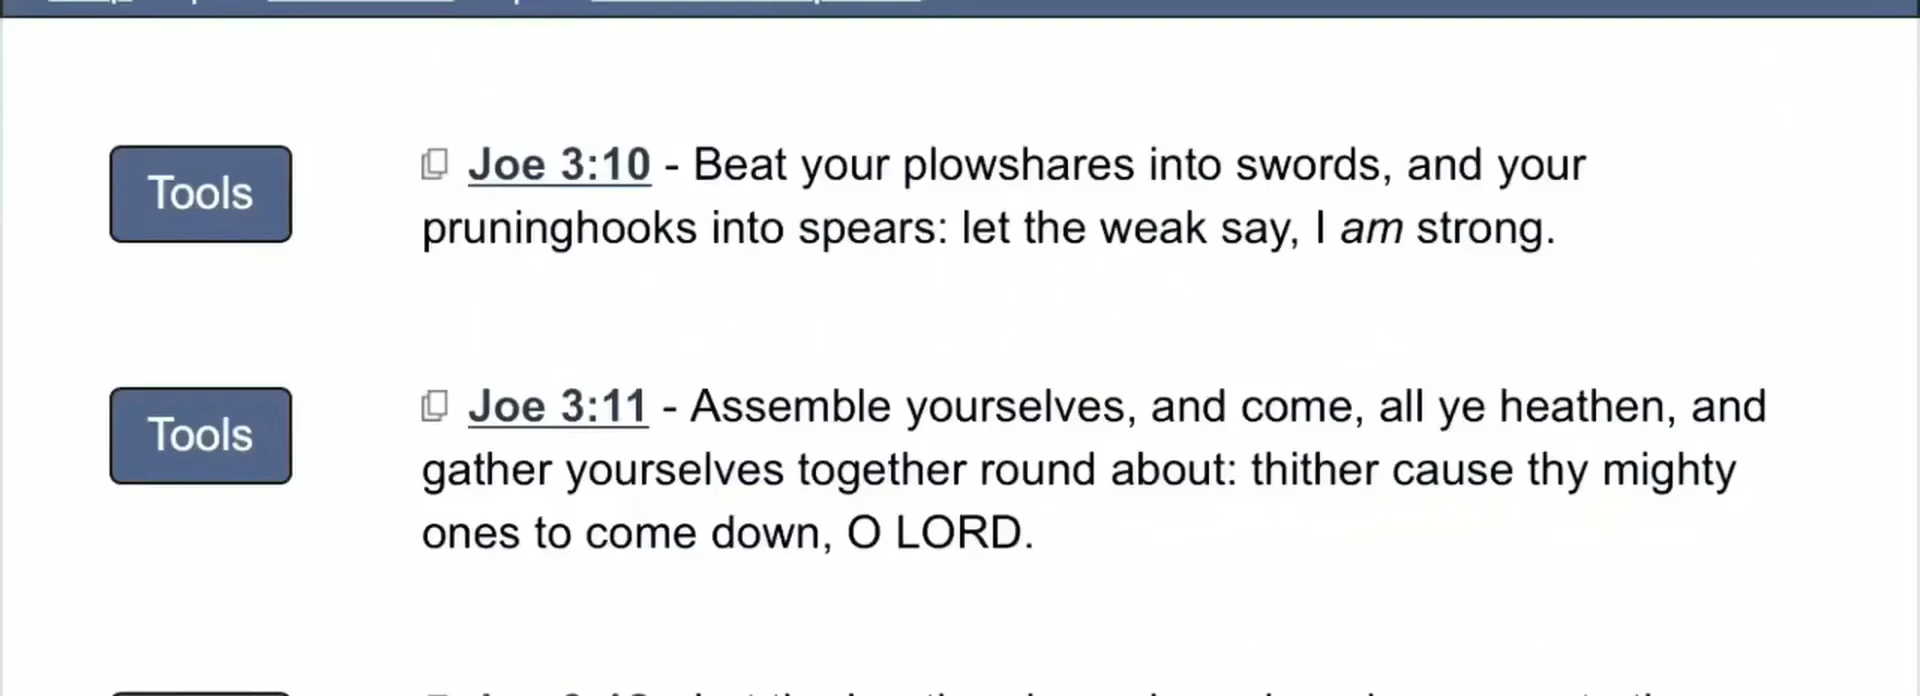 Tools
Joe 3:10 - Beat your plowshares into swords, and your
pruninghooks into spears: let the weak say, I am strong.
Tools
Joe 3:11 - Assemble yourselves, and come, all ye heathen, and
gather yourselves together round about: thither cause thy mighty
ones to come down, O LORD.